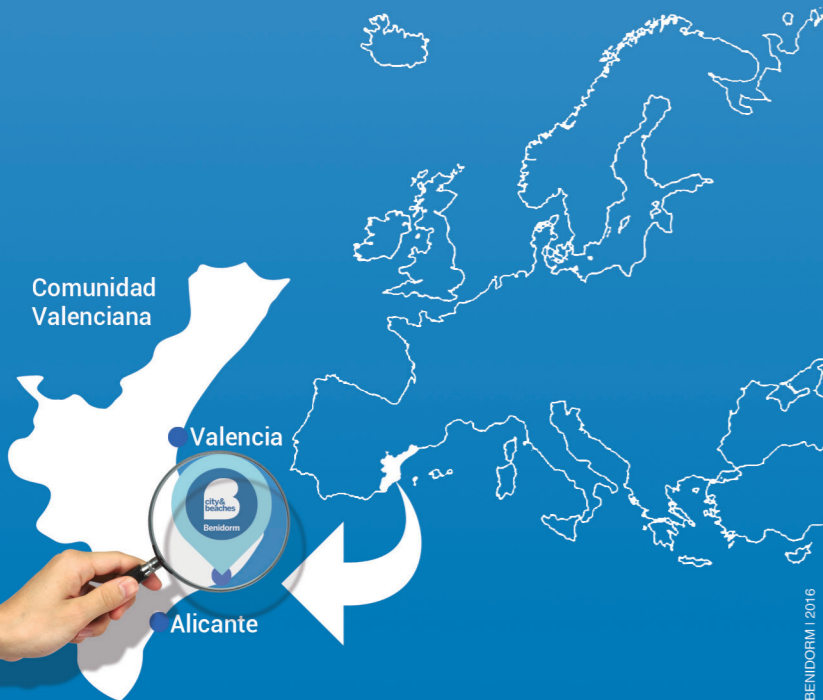 Comunidad
Valenciana
Valencia
city&
beaches
Benidorm
Alicante
BENIDORM | 2016